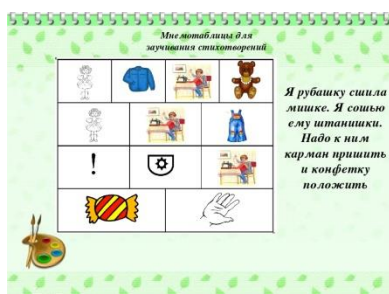 Мнемотаблицы для
заучивания стихотворений
Я рубашку сшила
мишке. Я сошью
ему штанишки.
Надо к ним
карман пришить
и конфетку
положить
!